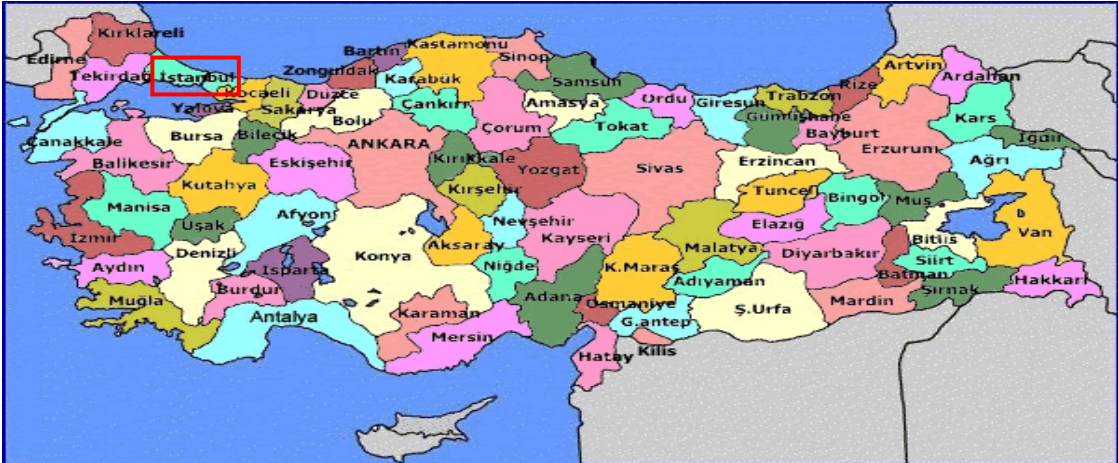 Kırklareli
Edirne
Tekirdağ
İstanbul
Kocaeli
Yalova
Sakarya
Düzce
Zonguldak
Bartın
Kastamonu
Sinop
Karabük
Samsun
Çankırı
Bolu
Amasya
Ordu
Giresun
Trabzon
Rize
Artvin
Ardahan
Gümüşhane
Bayburt
Kars
Iğdır
Çanakkale
Bursa
Bilecik
ANKARA
Çorum
Tokat
Erzurum
Ağrı
Balıkesir
Eskişehir
Kırıkkale
Yozgat
Sivas
Erzincan
Kutahya
Kırşehir
Tunceli
Bingöl
Muş
Manisa
Uşak
Afyon
Nevşehir
Kayseri
Malatya
Elazığ
Van
İzmir
Denizli
Konya
Aksaray
Diyarbakır
Bitlis
Siirt
Aydın
Isparta
Niğde
K.Maraş
Adıyaman
Batman
Hakkari
Muğla
Burdur
Antalya
Karaman
Adana
Osmaniye
Ş.Urfa
Mardin
Şırnak
Mersin
G.antep
Hatay
Kilis